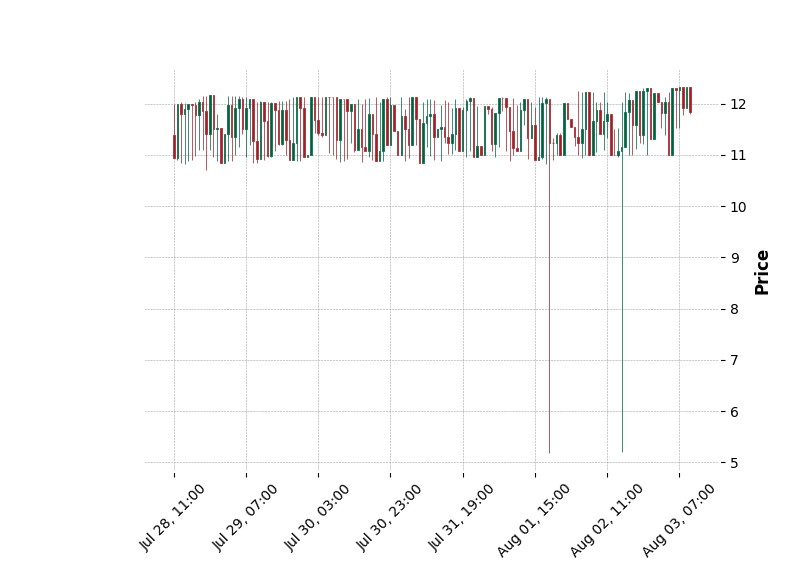 12
11
10
9
8
7
6
5
Price
Jul 28, 11:00
Jul 29, 07:00
Jul 30, 03:00
Jul 30, 23:00
Jul 31, 19:00
Aug 01, 15:00
Aug 02, 11:00
Aug 03, 07:00